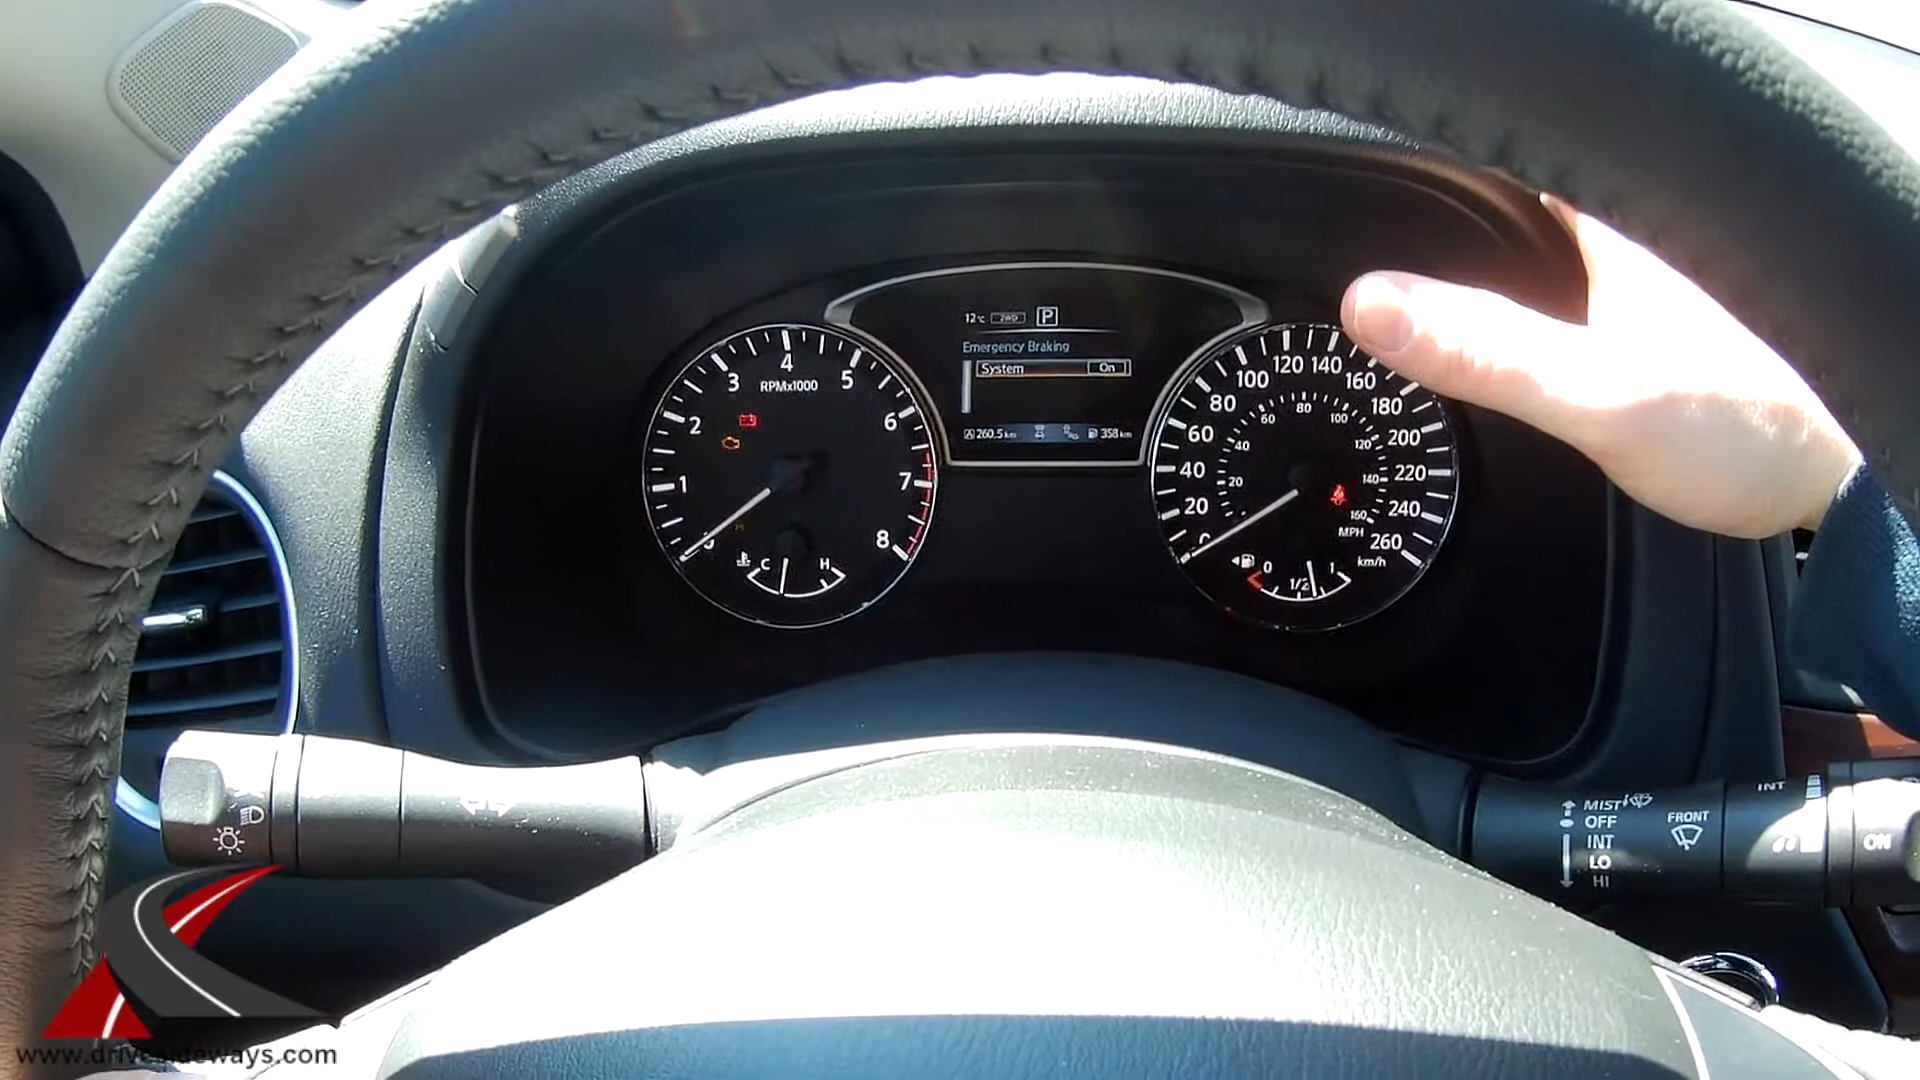 12°C 2WD P
Emergency Braking
System On
260.5 km 358 km
RPMx1000
1 2 3 4 5 6 7 8
C H
20 40 60 80 100 120 140 160 180 200 220 240 260
km/h
20 40 60 80 100 120 140 160
MPH
0 1/2 1
MIST
OFF
INT
LO
HI
FRONT
INT
ON
www.drivesideways.com